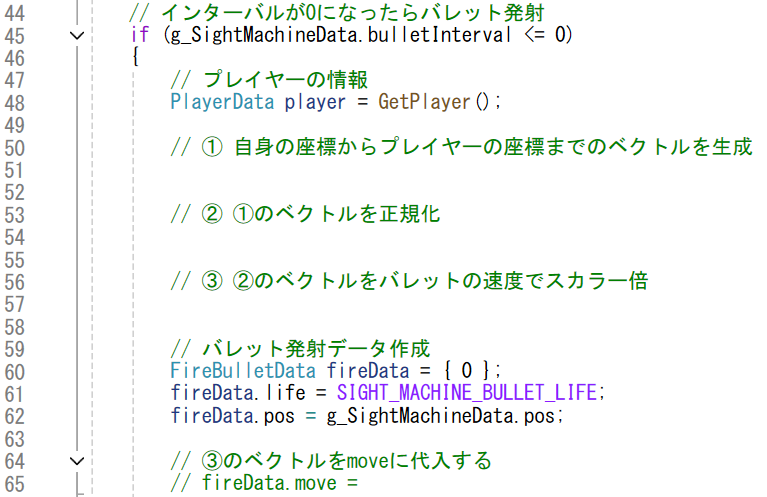 44 // インターバルが0になったらバレット発射
45 if (g_SightMachineData.bulletInterval <= 0)
46 {
47 // プレイヤーの情報
48 PlayerData player = GetPlayer();
49
50 // ① 自身の座標からプレイヤーの座標までのベクトルを生成
51
52
53 // ② ①のベクトルを正規化
54
55
56 // ③ ②のベクトルをバレットの速度でスカラー倍
57
58
59 // バレット発射データ作成
60 FireBulletData fireData = { 0 };
61 fireData.life = SIGHT_MACHINE_BULLET_LIFE;
62 fireData.pos = g_SightMachineData.pos;
63
64 // ③のベクトルをmoveに代入する
65 // fireData.move =